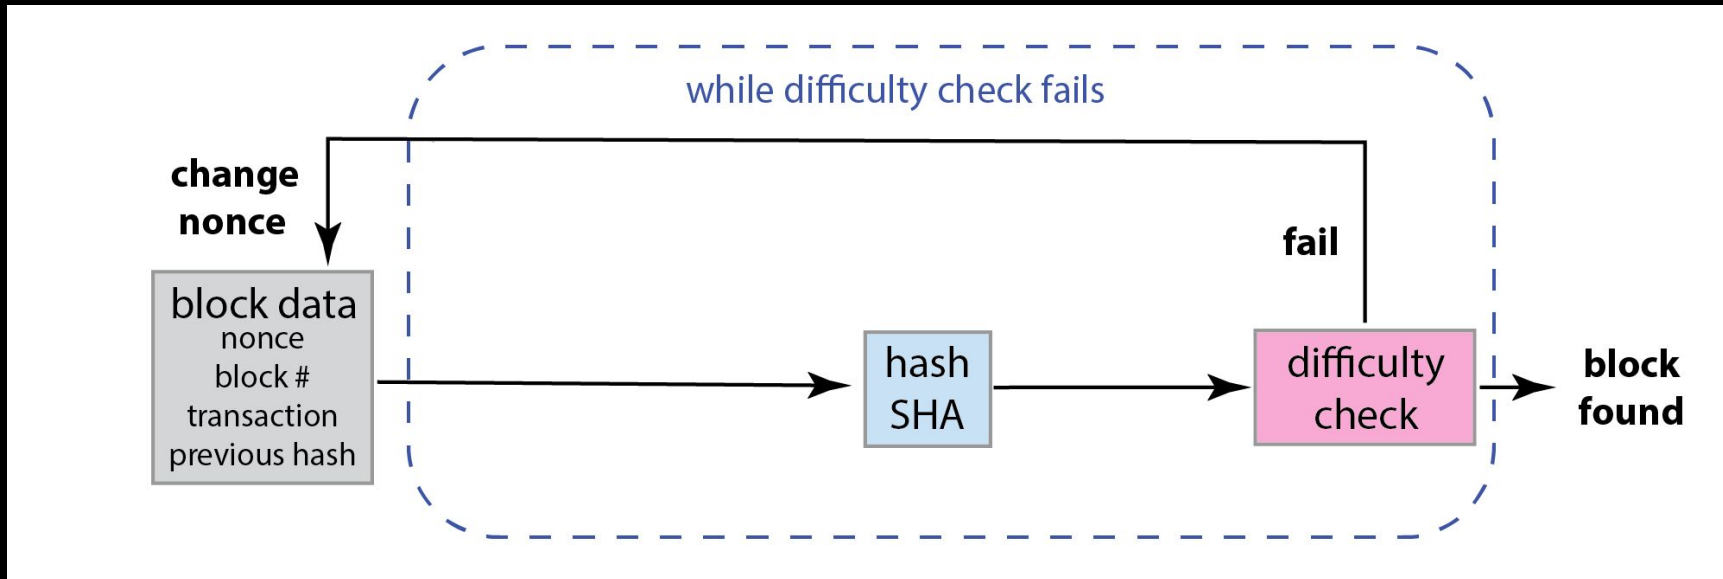 while difficulty check fails
change
nonce
fail
block data
nonce
block #
transaction
previous hash
hash
SHA
difficulty
check
block
found